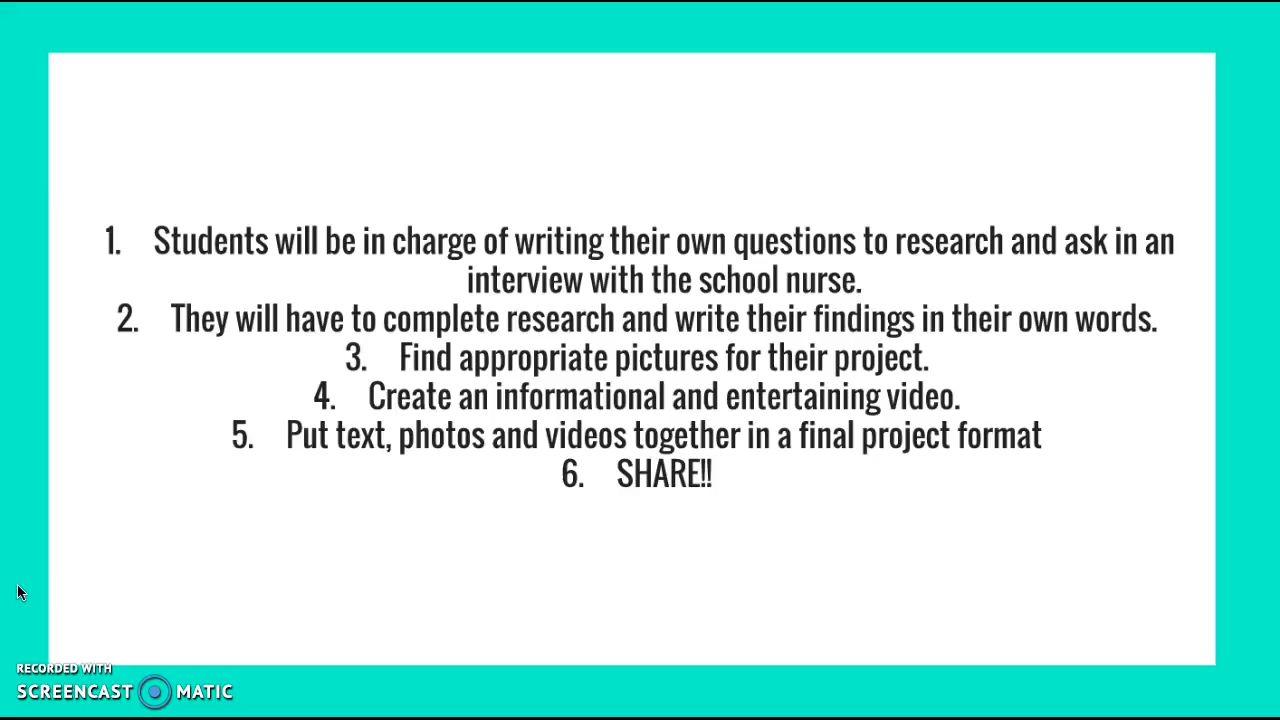 1. Students will be in charge of writing their own questions to research and ask in an
interview with the school nurse.
2. They will have to complete research and write their findings in their own words.
3. Find appropriate pictures for their project.
4. Create an informational and entertaining video.
5. Put text, photos and videos together in a final project format
6. SHARE!!
RECORDED WITH
SCREENCAST MATIC